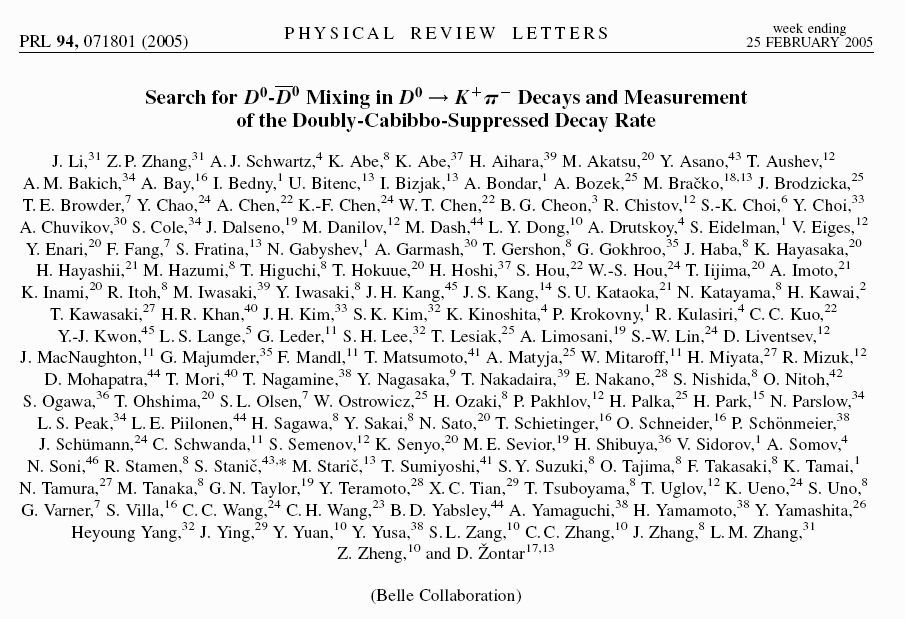 PRL 94, 071801 (2005)
PHYSICAL REVIEW LETTERS
week ending
25 FEBRUARY 2005
Search for D⁰-D̅⁰ Mixing in D⁰ → K⁺π⁻ Decays and Measurement
of the Doubly-Cabibbo-Suppressed Decay Rate
J. Li,³¹ Z. P. Zhang,³¹ A. J. Schwartz,⁴ K. Abe,⁸ K. Abe,³⁷ H. Aihara,³⁹ M. Akatsu,²⁰ Y. Asano,⁴³ T. Aushev,¹²
A. M. Bakich,³⁴ A. Bay,¹⁶ I. Bedny,¹ U. Bitenc,¹³ I. Bizjak,¹³ A. Bondar,¹ A. Bozek,²⁵ M. Bračko,¹⁸,¹³ J. Brodzicka,²⁵
T. E. Browder,⁷ Y. Chao,²⁴ A. Chen,²² K.-F. Chen,²⁴ W. T. Chen,²² B. G. Cheon,³ R. Chistov,¹² S.-K. Choi,⁶ Y. Choi,³³
A. Chuvikov,³⁰ S. Cole,³⁴ J. Dalseno,¹⁹ M. Danilov,¹² M. Dash,⁴⁴ L. Y. Dong,¹⁰ A. Drutskoy,⁴ S. Eidelman,¹ V. Eiges,¹²
Y. Enari,²⁰ F. Fang,⁷ S. Fratina,¹³ N. Gabyshev,¹ A. Garmash,³⁰ T. Gershon,⁸ G. Gokhroo,³⁵ J. Haba,⁸ K. Hayasaka,²⁰
H. Hayashii,²¹ M. Hazumi,⁸ T. Higuchi,⁸ T. Hokuue,²⁰ H. Hoshi,³⁷ S. Hou,²² W.-S. Hou,²⁴ T. Iijima,²⁰ A. Imoto,²¹
K. Inami,²⁰ R. Itoh,⁸ M. Iwasaki,³⁹ Y. Iwasaki,⁸ J. H. Kang,⁴⁵ J. S. Kang,¹⁴ S. U. Kataoka,²¹ N. Katayama,⁸ H. Kawai,²
T. Kawasaki,²⁷ H. R. Khan,⁴⁰ J. H. Kim,³³ S. K. Kim,³² K. Kinoshita,⁴ P. Krokovny,¹ R. Kulasiri,⁴ C. C. Kuo,²²
Y.-J. Kwon,⁴⁵ L. S. Lange,⁵ G. Leder,¹¹ S. H. Lee,³² T. Lesiak,²⁵ A. Limosani,¹⁹ S.-W. Lin,²⁴ D. Liventsev,¹²
J. MacNaughton,¹¹ G. Majumder,³⁵ F. Mandl,¹¹ T. Matsumoto,⁴¹ A. Matyja,²⁵ W. Mitaroff,¹¹ H. Miyata,²⁷ R. Mizuk,¹²
D. Mohapatra,⁴⁴ T. Mori,⁴⁰ T. Nagamine,³⁸ Y. Nagasaka,⁹ T. Nakadaira,³⁹ E. Nakano,²⁸ S. Nishida,⁸ O. Nitoh,⁴²
S. Ogawa,³⁶ T. Ohshima,²⁰ S. L. Olsen,⁷ W. Ostrowicz,²⁵ H. Ozaki,⁸ P. Pakhlov,¹² H. Palka,²⁵ H. Park,¹⁵ N. Parslow,³⁴
L. S. Peak,³⁴ L. E. Piilonen,⁴⁴ H. Sagawa,⁸ Y. Sakai,⁸ N. Sato,²⁰ T. Schietinger,¹⁶ O. Schneider,¹⁶ P. Schönmeier,³⁸
J. Schümann,²⁴ C. Schwanda,¹¹ S. Semenov,¹² K. Senyo,²⁰ M. E. Sevior,¹⁹ H. Shibuya,³⁶ V. Sidorov,¹ A. Somov,⁴
N. Soni,⁴⁶ R. Stamen,⁸ S. Stanič,⁴³,* M. Starič,¹³ T. Sumiyoshi,⁴¹ S. Y. Suzuki,⁸ O. Tajima,⁸ F. Takasaki,⁸ K. Tamai,¹
N. Tamura,²⁷ M. Tanaka,⁸ G. N. Taylor,¹⁹ Y. Teramoto,²⁸ X. C. Tian,²⁹ T. Tsuboyama,⁸ T. Uglov,¹² K. Ueno,²⁴ S. Uno,⁸
G. Varner,⁷ S. Villa,¹⁶ C. C. Wang,²⁴ C. H. Wang,²³ B. D. Yabsley,⁴⁴ A. Yamaguchi,³⁸ H. Yamamoto,³⁸ Y. Yamashita,²⁶
Heyoung Yang,³² J. Ying,²⁹ Y. Yuan,¹⁰ Y. Yusa,³⁸ S. L. Zang,¹⁰ C. C. Zhang,¹⁰ J. Zhang,⁸ L. M. Zhang,³¹
Z. Zheng,¹⁰ and D. Žontar¹⁷,¹³
(Belle Collaboration)